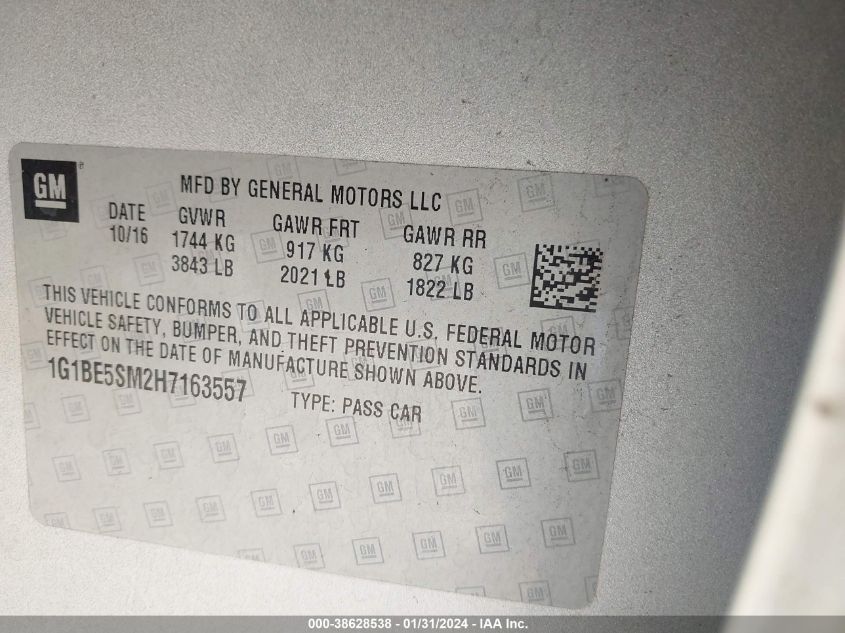 GM
MFD BY GENERAL MOTORS LLC
DATE GVWR GAWR FRT GAWR RR
10/16 1744 KG 917 KG 827 KG
3843 LB 2021 LB 1822 LB
THIS VEHICLE CONFORMS TO ALL APPLICABLE U.S. FEDERAL MOTOR
VEHICLE SAFETY, BUMPER, AND THEFT PREVENTION STANDARDS IN
EFFECT ON THE DATE OF MANUFACTURE SHOWN ABOVE.
1G1BE5SM2H7163557 TYPE: PASS CAR
000-38628538 - 01/31/2024 - IAA Inc.